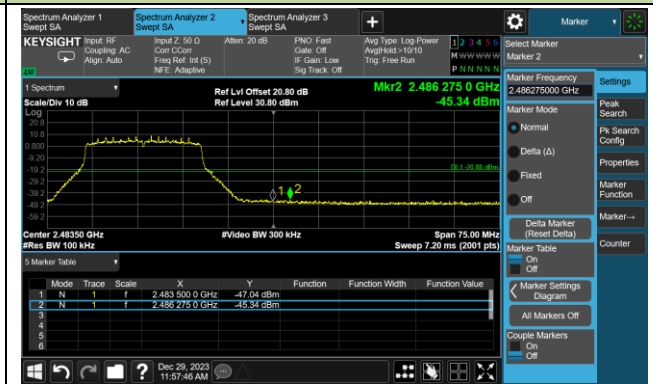 Spectrum Analyzer 1
Swept SA
Spectrum Analyzer 2
Swept SA
Spectrum Analyzer 3
Swept SA
+
Marker
KEYSIGHT
Input: RF
Coupling: AC
Align: Auto
Input Z: 50 Ω
Corr CCorr
Freq Ref: Int (S)
NFE: Adaptive
Atten: 20 dB
PNO: Fast
Gate: Off
IF Gain: Low
Sig Track: Off
Avg Type: Log-Power
Avg|Hold:>10/10
Trig: Free Run
1 2 3 4 5 6
M W W W W W
P N N N N N
Select Marker
Marker 2
1 Spectrum
Scale/Div 10 dB
Log
Ref Lvl Offset 20.80 dB
Ref Level 30.80 dBm
Mkr2 2.486 275 0 GHz
-45.34 dBm
20.8
10.8
0.800
-9.20
-19.2
-29.2
-39.2
-49.2
-59.2
1
2
Center 2.48350 GHz
#Res BW 100 kHz
#Video BW 300 kHz
Span 75.00 MHz
Sweep 7.20 ms (2001 pts)
5 Marker Table
Mode Trace Scale X Y Function Function Width Function Value
1 N 1 f 2.483 500 0 GHz -47.04 dBm
2 N 1 f 2.486 275 0 GHz -45.34 dBm
3
4
5
6
Marker Frequency
2.486275000 GHz
Marker Mode
Normal
Delta (Δ)
Fixed
Off
Delta Marker
(Reset Delta)
Marker Table
On
Off
Marker Settings
Diagram
All Markers Off
Couple Markers
On
Off
Settings
Peak
Search
Pk Search
Config
Properties
Marker
Function
Marker→
Counter
?
Dec 29, 2023
11:57:46 AM